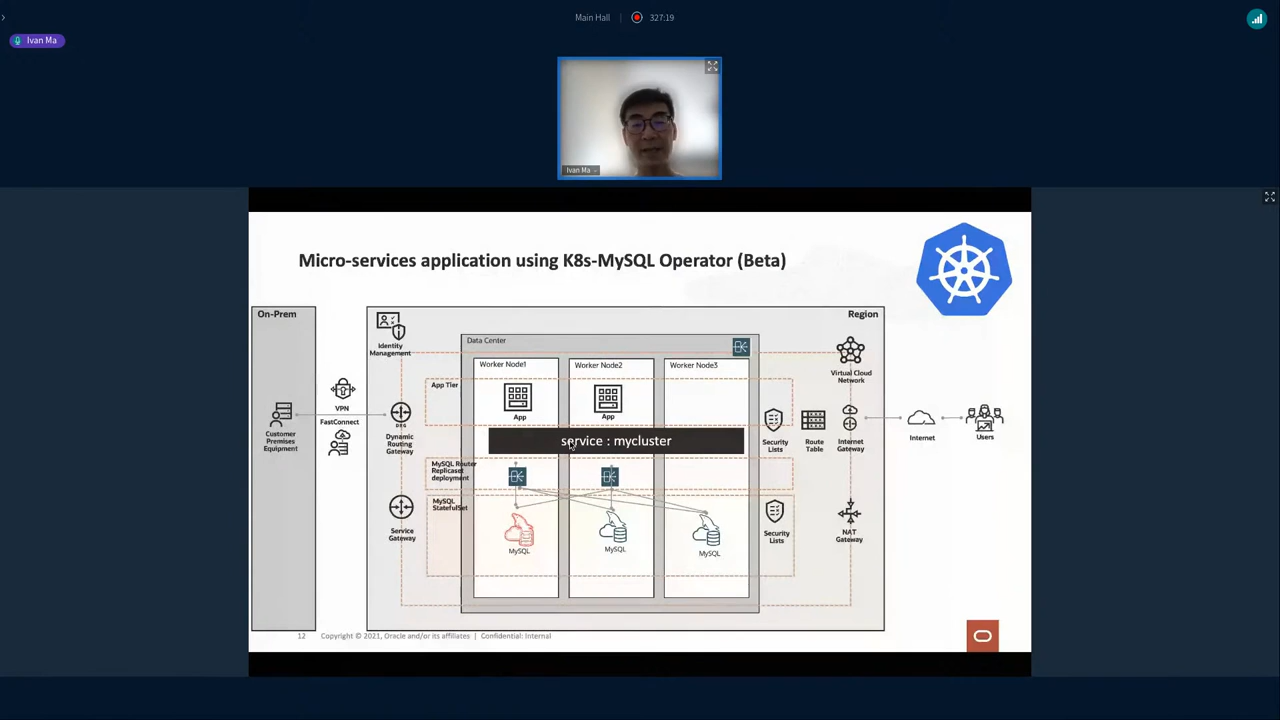 Main Hall
327:19
Ivan Ma
Ivan Ma
Micro-services application using K8s-MySQL Operator (Beta)
On-Prem
Region
Identity
Management
Data Center
Worker Node1
Worker Node2
Worker Node3
Virtual Cloud
Network
App Tier
App
App
VPN
FastConnect
Customer
Premises
Equipment
DRG
Dynamic
Routing
Gateway
service : mycluster
Security
Lists
Route
Table
Internet
Gateway
Internet
Users
MySQL Router
Replicaset
deployment
MySQL
StatefulSet
Service
Gateway
MySQL
MySQL
MySQL
Security
Lists
NAT
Gateway
12
Copyright © 2021, Oracle and/or its affiliates | Confidential: Internal